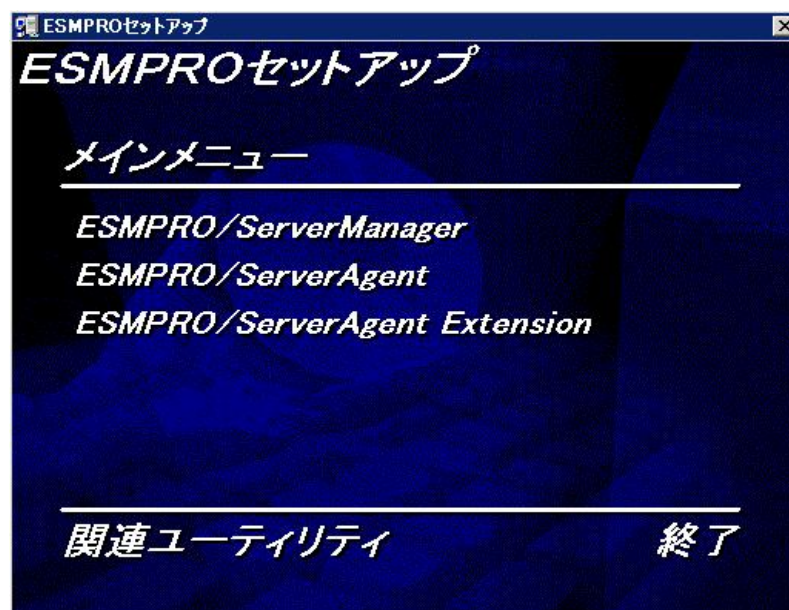 ESMPROセットアップ
ESMPROセットアップ
メインメニュー
ESMPRO/ServerManager
ESMPRO/ServerAgent
ESMPRO/ServerAgent Extension
関連ユーティリティ 終了